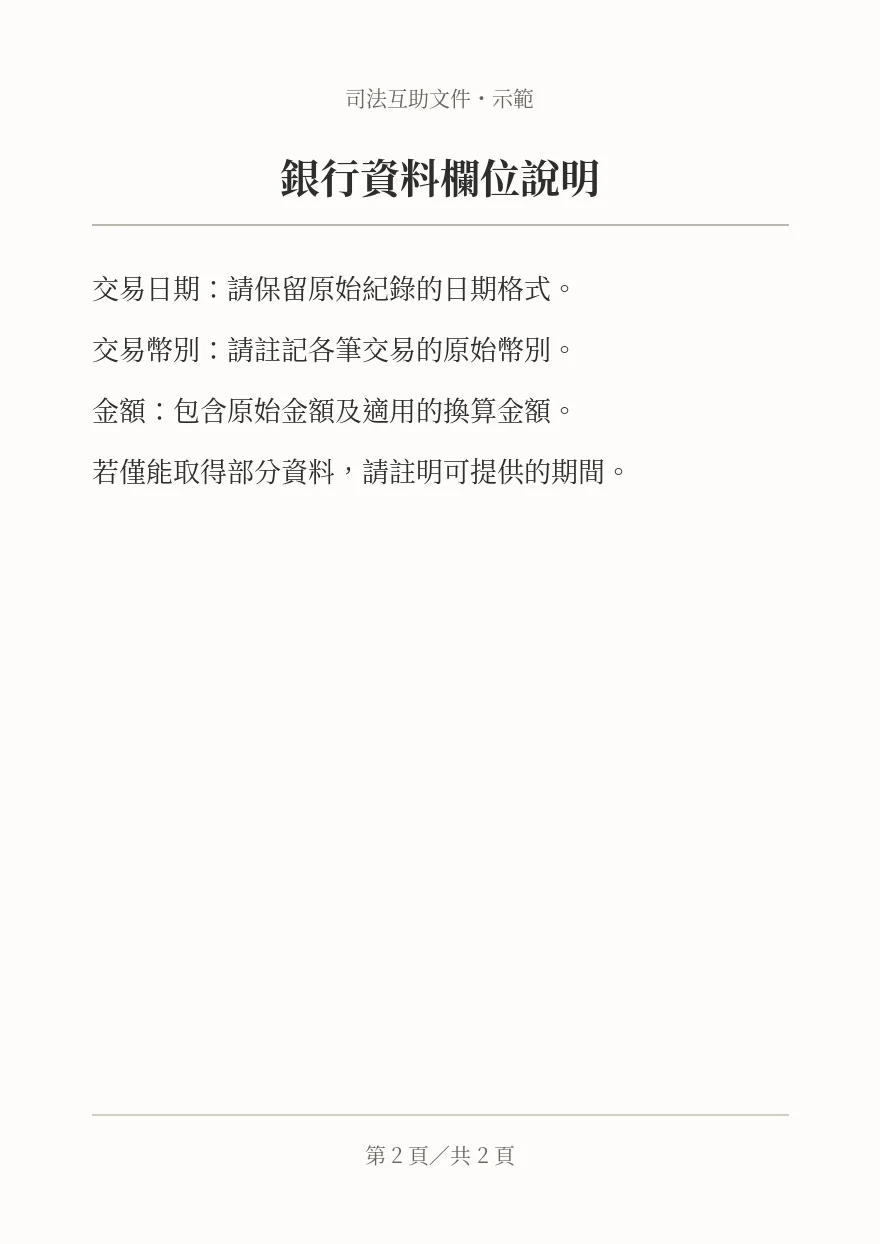 司法互助文件・示範
銀行資料欄位說明
交易日期：請保留原始紀錄的日期格式。
交易幣別：請註記各筆交易的原始幣別。
金額：包含原始金額及適用的換算金額。
若僅能取得部分資料，請註明可提供的期間。
第 2 頁／共 2 頁